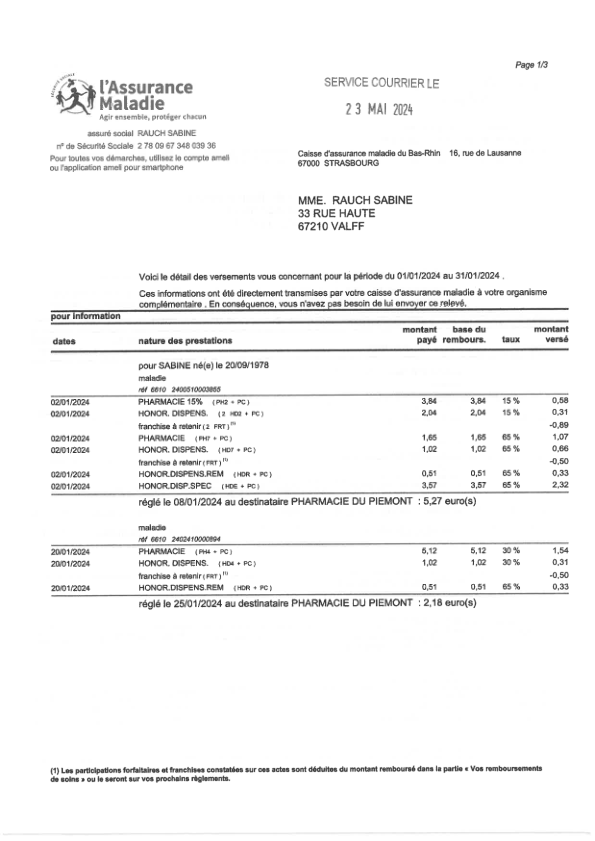 Page 1/3
SÉCURITÉ SOCIALE
l'Assurance
Maladie
Agir ensemble, protéger chacun
SERVICE COURRIER LE
23 MAI 2024
assuré social RAUCH SABINE
n° de Sécurité Sociale 2 78 09 67 348 039 36
Pour toutes vos démarches, utilisez le compte ameli
ou l'application ameli pour smartphone
Caisse d'assurance maladie du Bas-Rhin 16, rue de Lausanne
67000 STRASBOURG
MME. RAUCH SABINE
33 RUE HAUTE
67210 VALFF
Voici le détail des versements vous concernant pour la période du 01/01/2024 au 31/01/2024 .
Ces informations ont été directement transmises par votre caisse d'assurance maladie à votre organisme
complémentaire . En conséquence, vous n'avez pas besoin de lui envoyer ce relevé.
pour information
dates nature des prestations montant payé base du rembours. taux montant versé
pour SABINE né(e) le 20/09/1978
maladie
réf 6610 2400510003865
02/01/2024 PHARMACIE 15% (PH2 + PC) 3,84 3,84 15 % 0,58
02/01/2024 HONOR. DISPENS. (2 HD2 + PC) 2,04 2,04 15 % 0,31
franchise à retenir (2 FRT) (1) -0,89
02/01/2024 PHARMACIE (PH7 + PC) 1,65 1,65 65 % 1,07
02/01/2024 HONOR. DISPENS. (HD7 + PC) 1,02 1,02 65 % 0,66
franchise à retenir (FRT) (1) -0,50
02/01/2024 HONOR.DISPENS.REM (HDR + PC) 0,51 0,51 65 % 0,33
02/01/2024 HONOR.DISP.SPEC (HDE + PC) 3,57 3,57 65 % 2,32
réglé le 08/01/2024 au destinataire PHARMACIE DU PIEMONT : 5,27 euro(s)
maladie
réf 6610 2402410000894
20/01/2024 PHARMACIE (PH4 + PC) 5,12 5,12 30 % 1,54
20/01/2024 HONOR. DISPENS. (HD4 + PC) 1,02 1,02 30 % 0,31
franchise à retenir (FRT) (1) -0,50
20/01/2024 HONOR.DISPENS.REM (HDR + PC) 0,51 0,51 65 % 0,33
réglé le 25/01/2024 au destinataire PHARMACIE DU PIEMONT : 2,18 euro(s)
(1) Les participations forfaitaires et franchises constatées sur ces actes sont déduites du montant remboursé dans la partie « Vos remboursements
de soins » ou le seront sur vos prochains règlements.